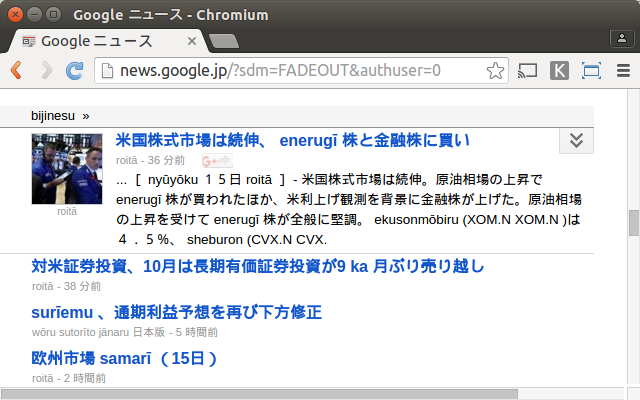 Google ニュース - Chromium
Google ニュース
news.google.jp/?sdm=FADEOUT&authuser=0
bijinesu »
米国株式市場は続伸、 enerugī 株と金融株に買い
roitā - 36 分前
... [ nyūyōku １５日 roitā ] - 米国株式市場は続伸。原油相場の上昇で
enerugī 株が買われたほか、米利上げ観測を背景に金融株が上げた。原油相場
の上昇を受けて enerugī 株が全般に堅調。 ekusonmōbiru (XOM.N XOM.N )は
４．５%、 sheburon (CVX.N CVX.
roitā
対米証券投資、10月は長期有価証券投資が9 ka 月ぶり売り越し
roitā - 38 分前
surīemu 、通期利益予想を再び下方修正
wōru sutorīto jānaru 日本版 - 5 時間前
欧州市場 samarī （15日）
roitā - 2 時間前